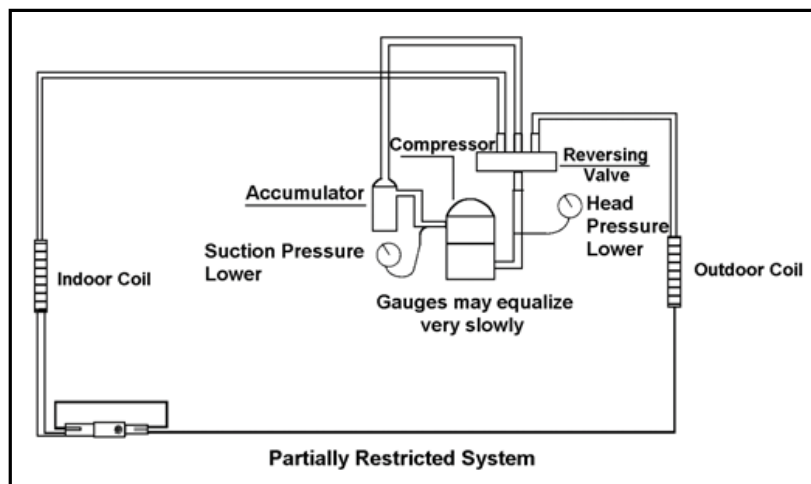 Compressor
Reversing
Valve
Accumulator
Head
Pressure
Lower
Suction Pressure
Lower
Indoor Coil
Outdoor Coil
Gauges may equalize
very slowly
Partially Restricted System